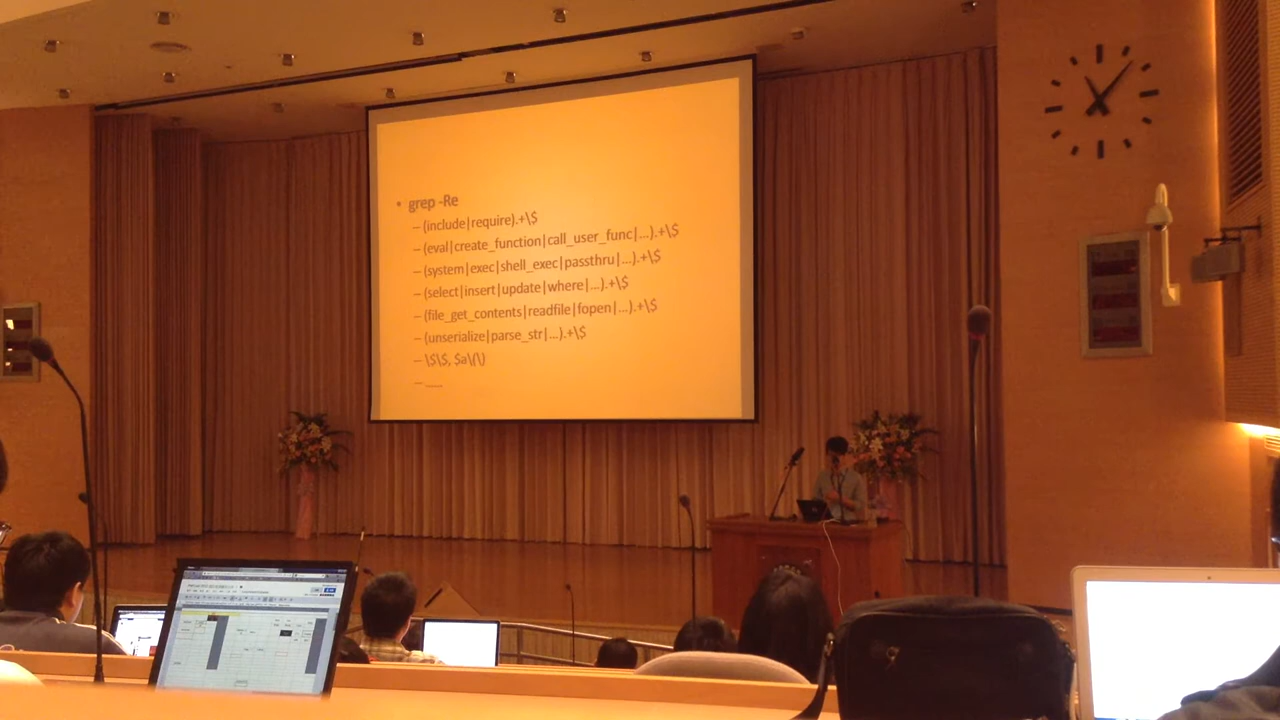 • grep -Re
– (include|require).+\$
– (eval|create_function|call_user_func|...).+\$
– (system|exec|shell_exec|passthru|...).+\$
– (select|insert|update|where|...).+\$
– (file_get_contents|readfile|fopen|...).+\$
– (unserialize|parse_str|...).+\$
– \$\$, $a\(\)
– ......